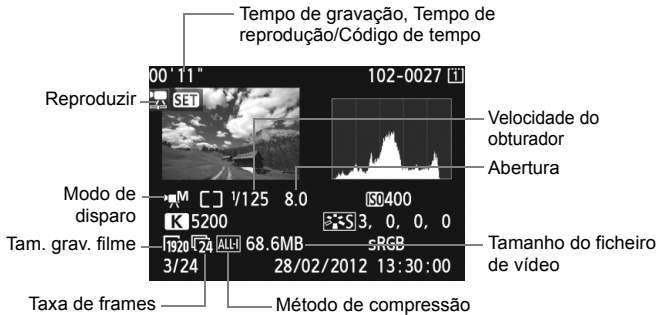 Tempo de gravação, Tempo de
reprodução/Código de tempo
00'11" 102-0027 [1]
Reproduzir
SET
Velocidade do
obturador
Abertura
Modo de
disparo
M 1/125 8.0 ISO400
K 5200 S 3, 0, 0, 0
Tam. grav. filme
1920 24 ALL-I 68.6MB sRGB
Tamanho do ficheiro
de vídeo
3/24 28/02/2012 13:30:00
Taxa de frames
Método de compressão